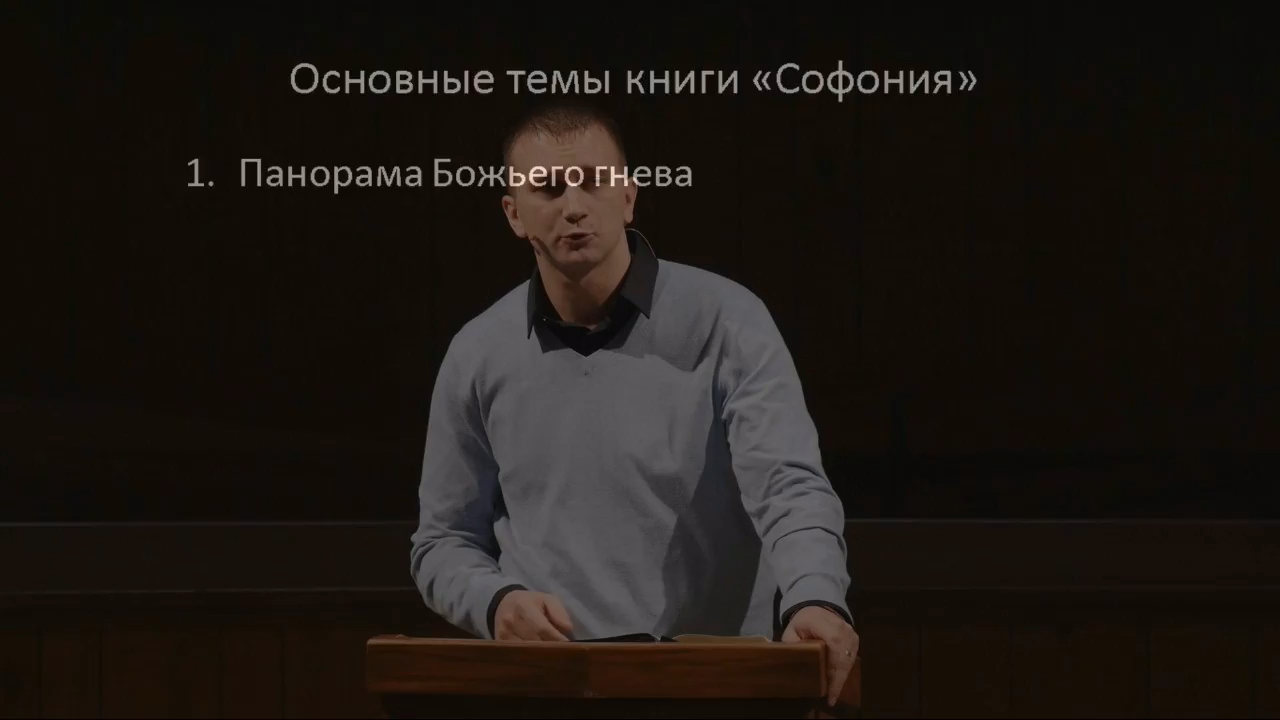 Основные темы книги «Софония»
1. Панорама Божьего гнева